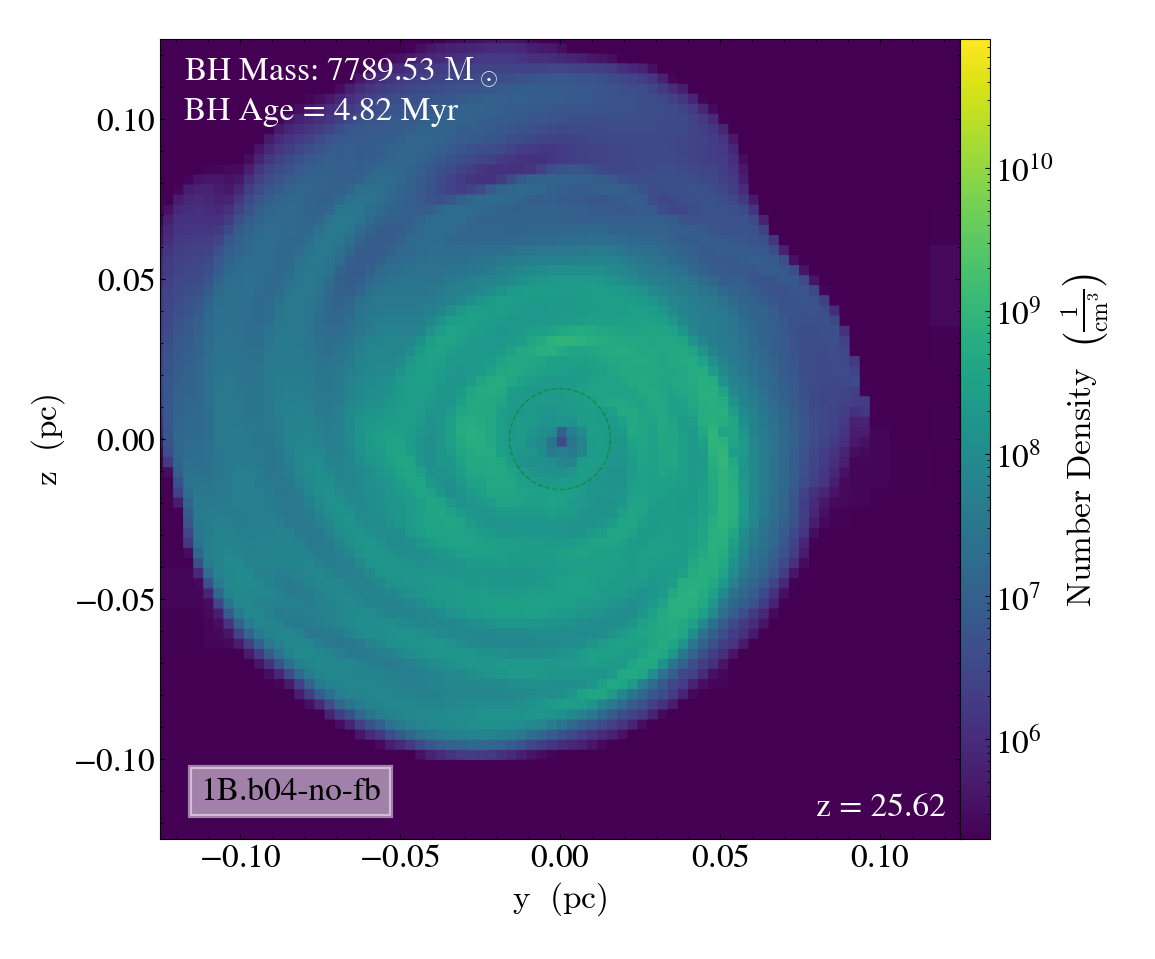 BH Mass: 7789.53 M☉
BH Age = 4.82 Myr
1B.b04-no-fb
z = 25.62
0.10
0.05
0.00
−0.05
−0.10
z (pc)
−0.10
−0.05
0.00
0.05
0.10
y (pc)
10^10
10^9
10^8
10^7
10^6
Number Density (1/cm^3)